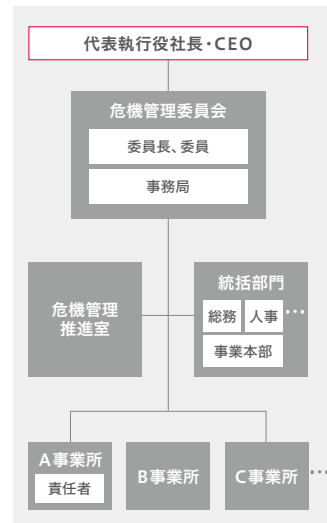 代表執行役社長・CEO
危機管理委員会
委員長、委員
事務局
危機管理
推進室
統括部門
総務 人事 …
事業本部
A事業所
責任者
B事業所
C事業所 …